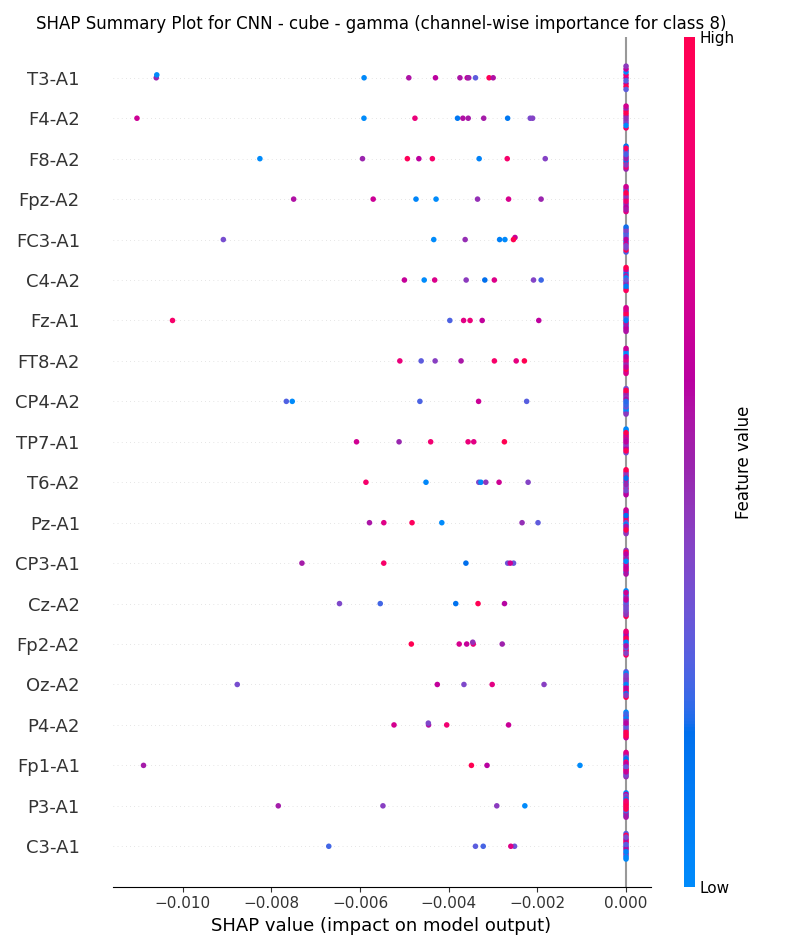 SHAP Summary Plot for CNN - cube - gamma (channel-wise importance for class 8)
High
T3-A1
F4-A2
F8-A2
Fpz-A2
FC3-A1
C4-A2
Fz-A1
FT8-A2
CP4-A2
TP7-A1
T6-A2
Pz-A1
CP3-A1
Cz-A2
Fp2-A2
Oz-A2
P4-A2
Fp1-A1
P3-A1
C3-A1
Feature value
Low
−0.010 −0.008 −0.006 −0.004 −0.002 0.000
SHAP value (impact on model output)